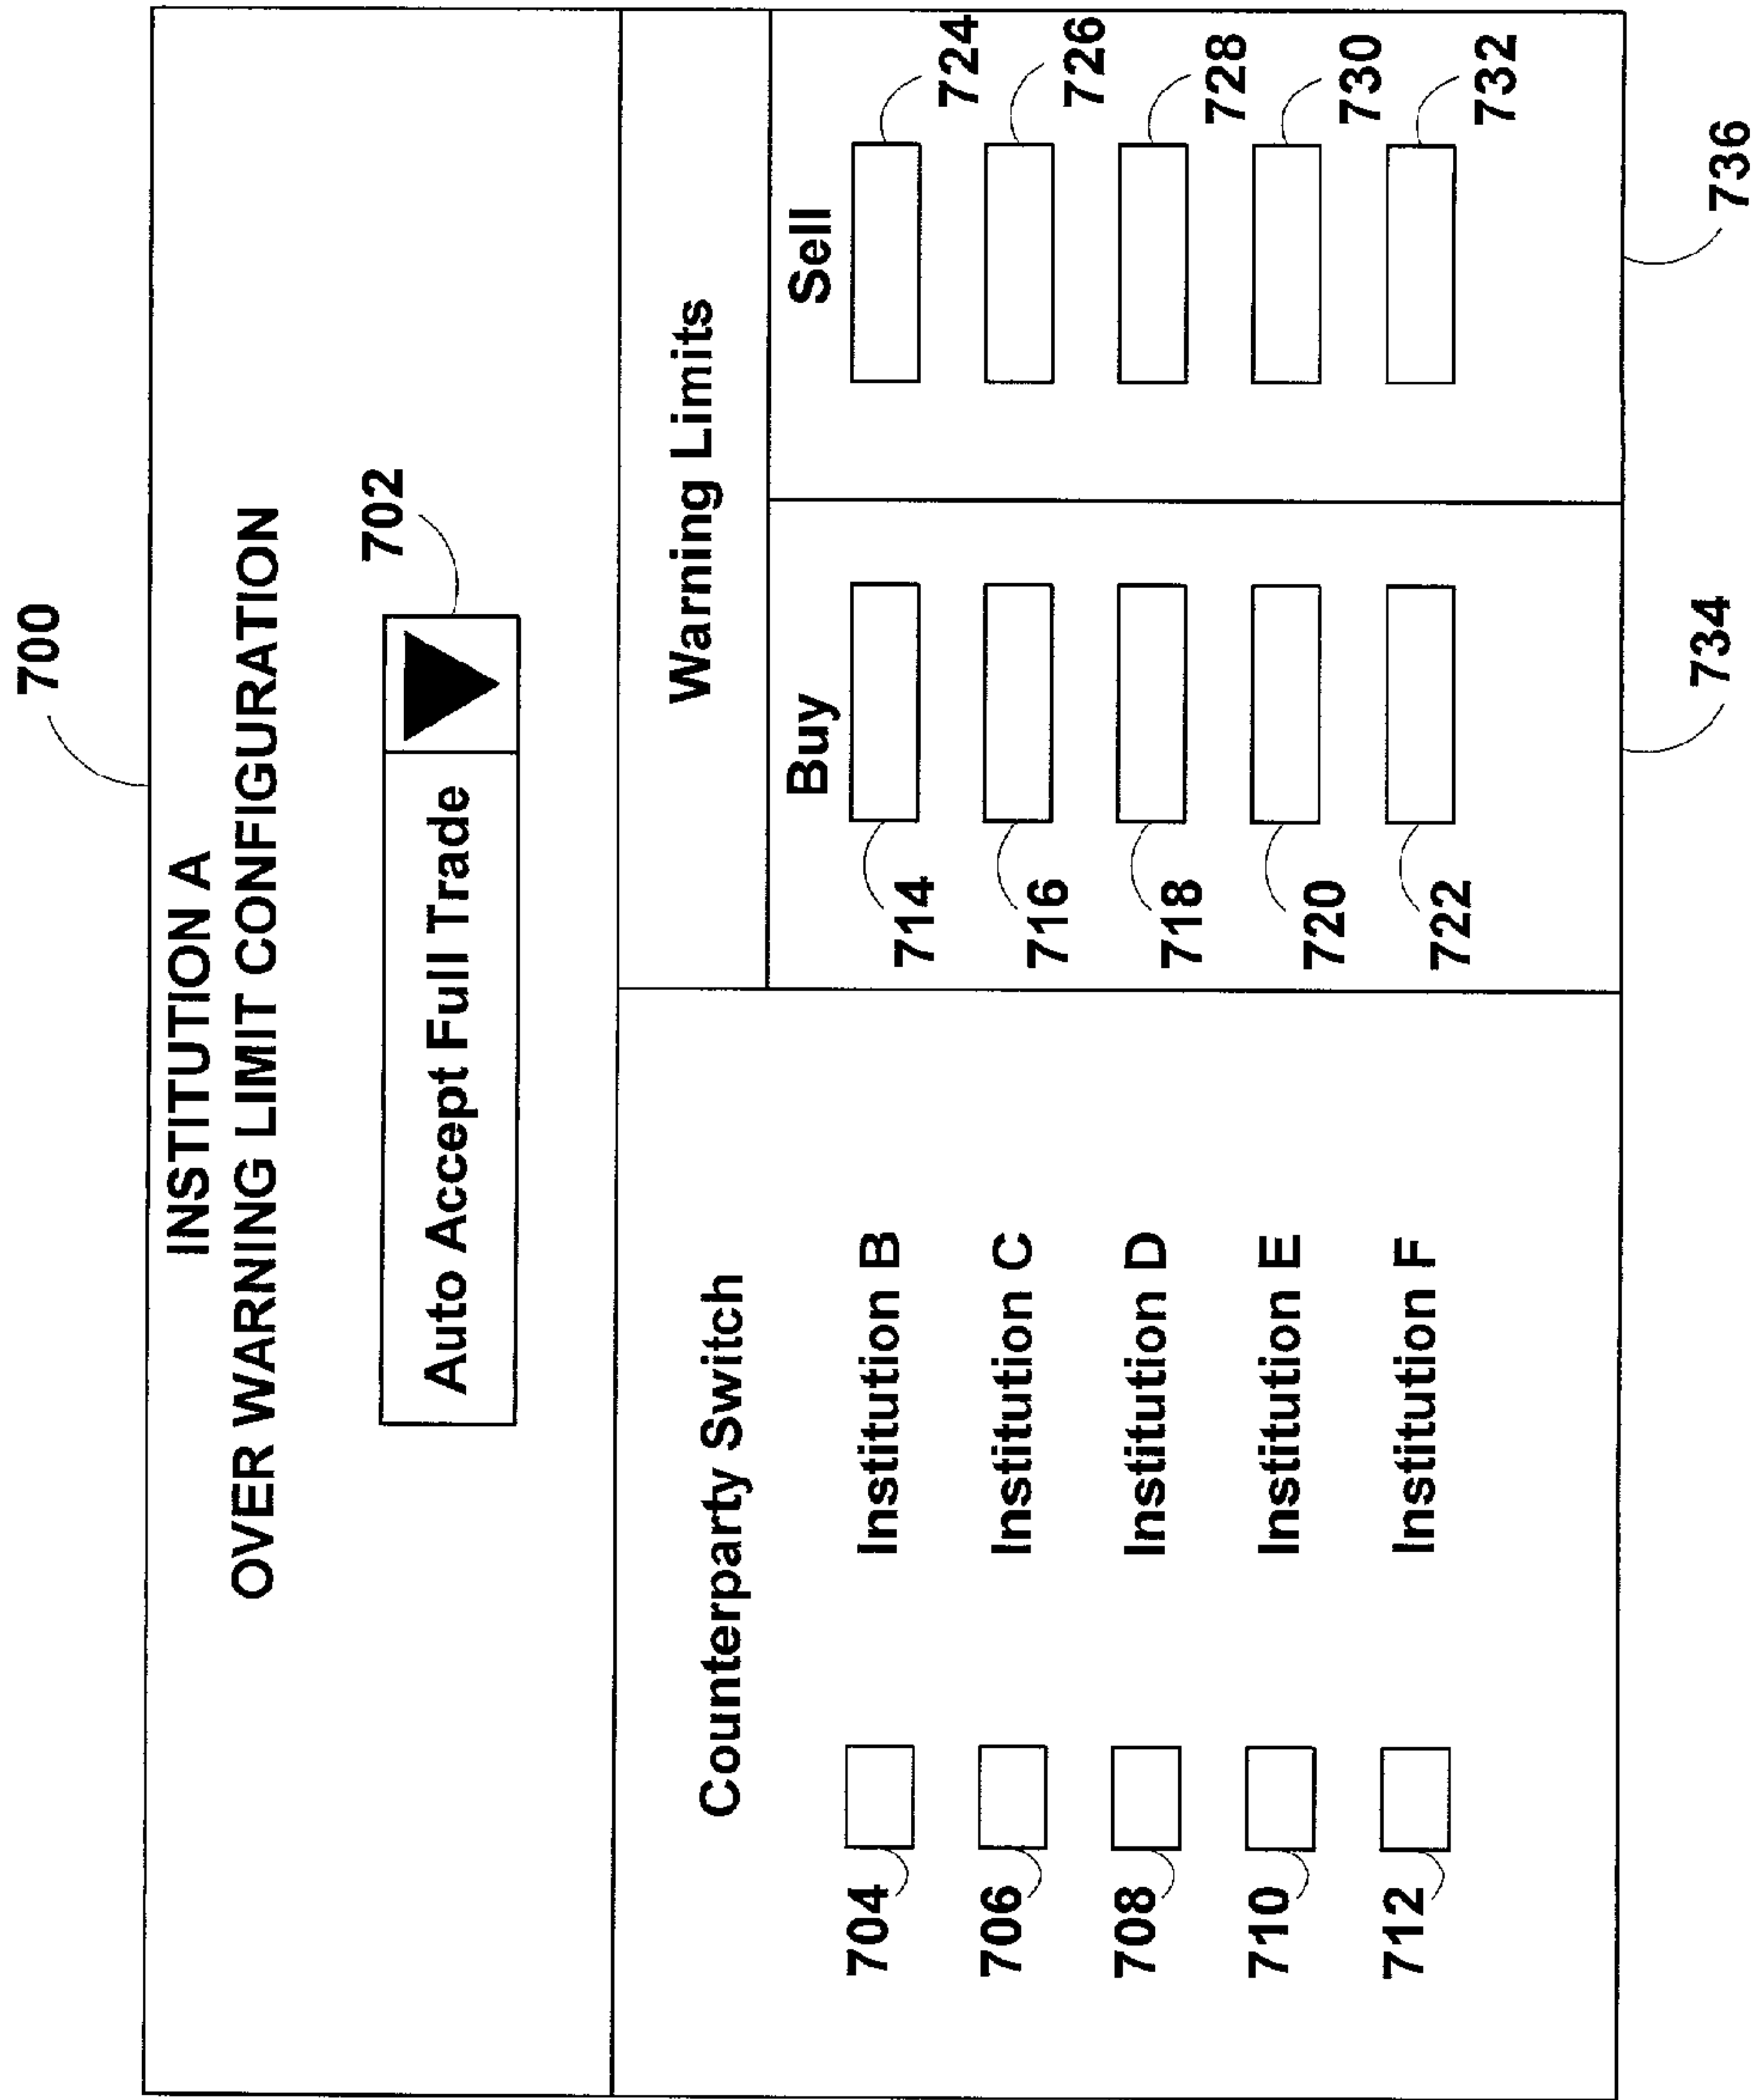 700
INSTITUTION A
OVER WARNING LIMIT CONFIGURATION
Auto Accept Full Trade
702
Counterparty Switch
Warning Limits
Buy
Sell
704
Institution B
714
724
706
Institution C
716
726
708
Institution D
718
728
710
Institution E
720
730
712
Institution F
722
732
734
736